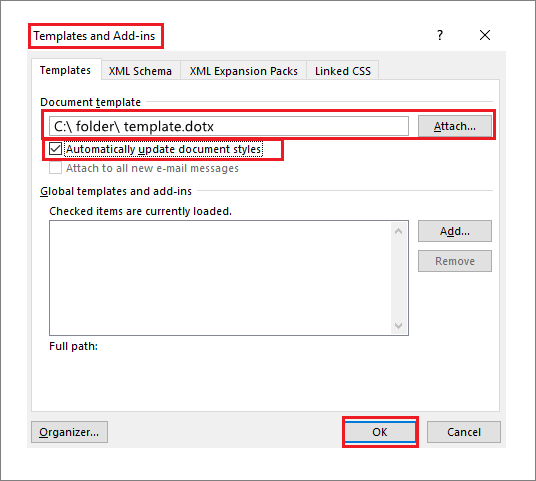 Templates and Add-ins ?
Templates XML Schema XML Expansion Packs Linked CSS
Document template
C:\ folder\ template.dotx Attach...
Automatically update document styles
Attach to all new e-mail messages
Global templates and add-ins
Checked items are currently loaded.
Add...
Remove
Full path:
Organizer... OK Cancel